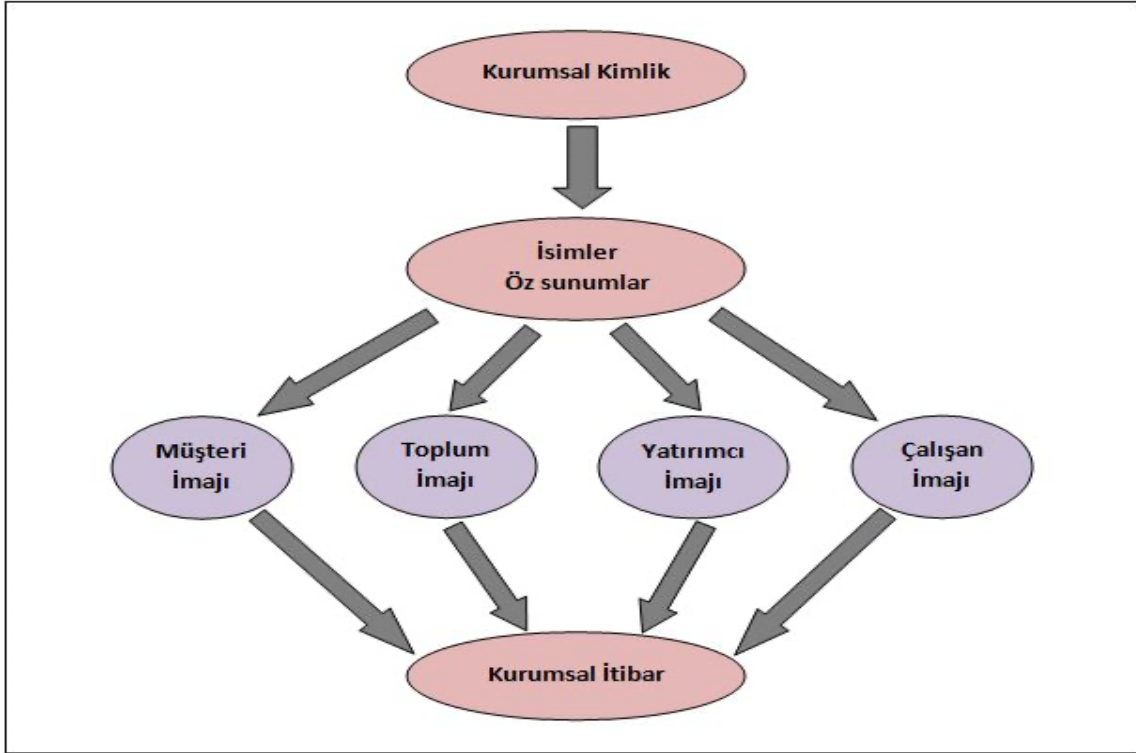 Kurumsal Kimlik
İsimler
Öz sunumlar
Müşteri
İmajı
Toplum
İmajı
Yatırımcı
İmajı
Çalışan
İmajı
Kurumsal İtibar